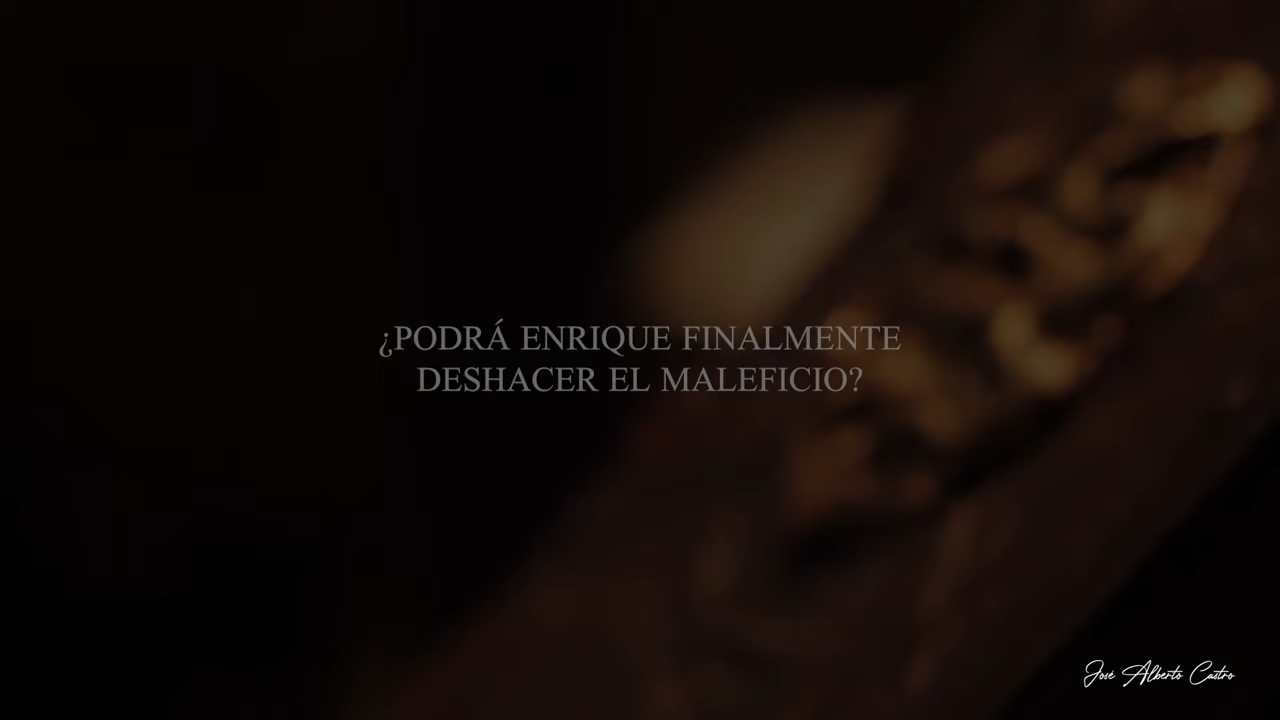 ¿PODRÁ ENRIQUE FINALMENTE
DESHACER EL MALEFICIO?
José Alberto Castro